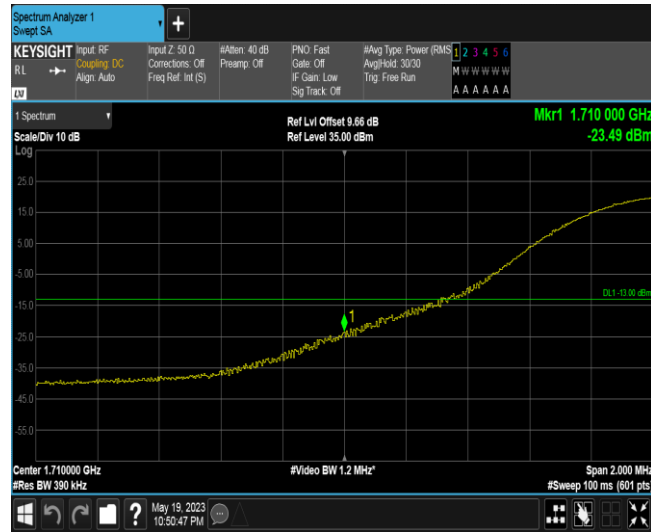 Spectrum Analyzer 1
Swept SA
KEYSIGHT
RL
LXI
Input: RF
Coupling: DC
Align: Auto
Input Z: 50 Ω
Corrections: Off
Freq Ref: Int (S)
#Atten: 40 dB
Preamp: Off
PNO: Fast
Gate: Off
IF Gain: Low
Sig Track: Off
#Avg Type: Power (RMS
Avg|Hold: 30/30
Trig: Free Run
1 2 3 4 5 6
M W W W W W
A A A A A A
1 Spectrum
Scale/Div 10 dB
Ref Lvl Offset 9.66 dB
Ref Level 35.00 dBm
Mkr1 1.710 000 GHz
-23.49 dBm
Log
25.0
15.0
5.00
-5.00
-15.0
-25.0
-35.0
-45.0
-55.0
DL1 -13.00 dBm
1
Center 1.710000 GHz
#Res BW 390 kHz
#Video BW 1.2 MHz*
Span 2.000 MHz
#Sweep 100 ms (601 pts)
?
May 19, 2023
10:50:47 PM